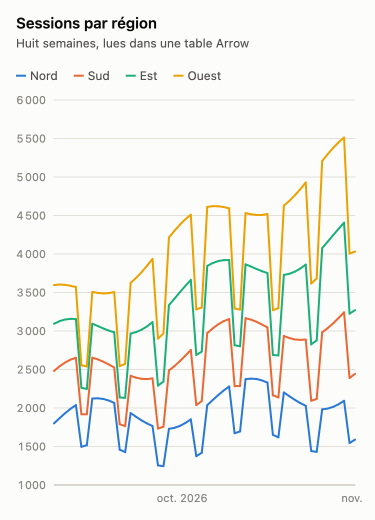 Sessions par région
Huit semaines, lues dans une table Arrow
Nord Sud Est Ouest
6 000
5 500
5 000
4 500
4 000
3 500
3 000
2 500
2 000
1 500
1 000
oct. 2026 nov.